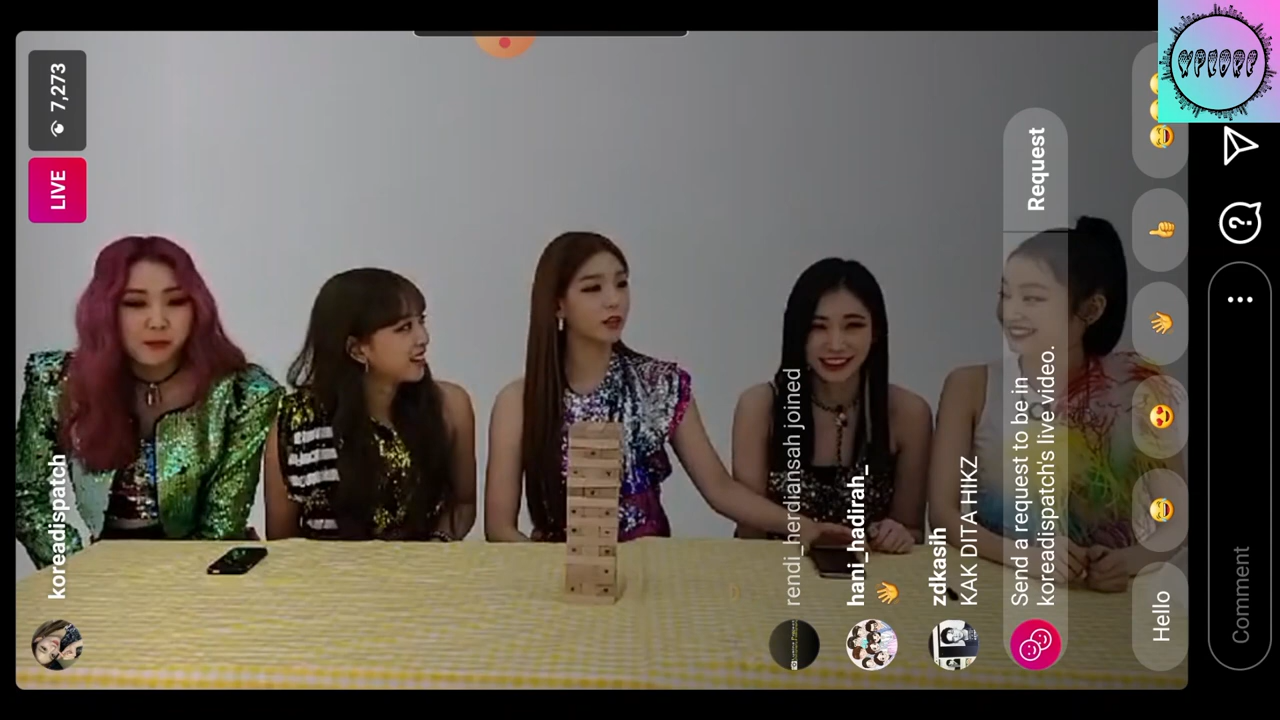 XPLORE
LIVE
7,273
koreadispatch
rendi_herdiansah joined
hani_hadirah_
👋
zdkasih
KAK DITA HIKZ
Send a request to be in
koreadispatch's live video.
Request
Hello
Comment